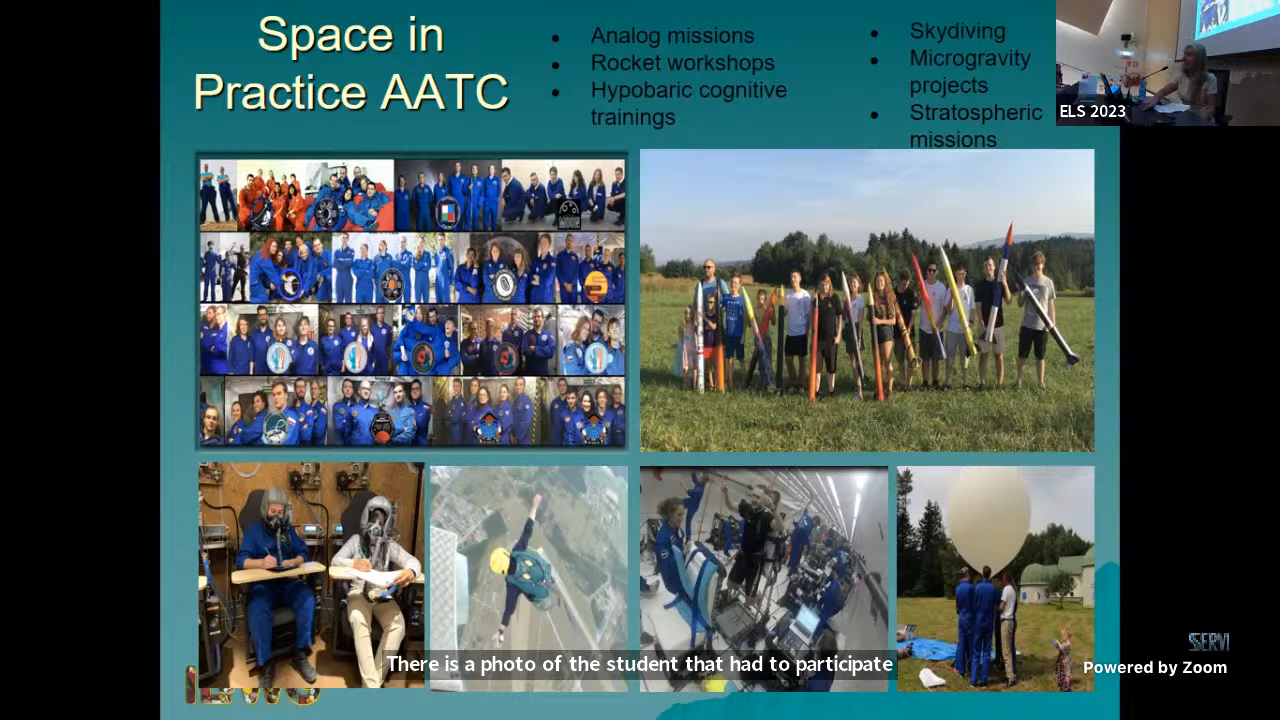 Space in
Practice AATC
• Analog missions
• Rocket workshops
• Hypobaric cognitive
trainings
• Skydiving
• Microgravity
projects
• Stratospheric
missions
ELS 2023
There is a photo of the student that had to participate
SERVI
Powered by Zoom